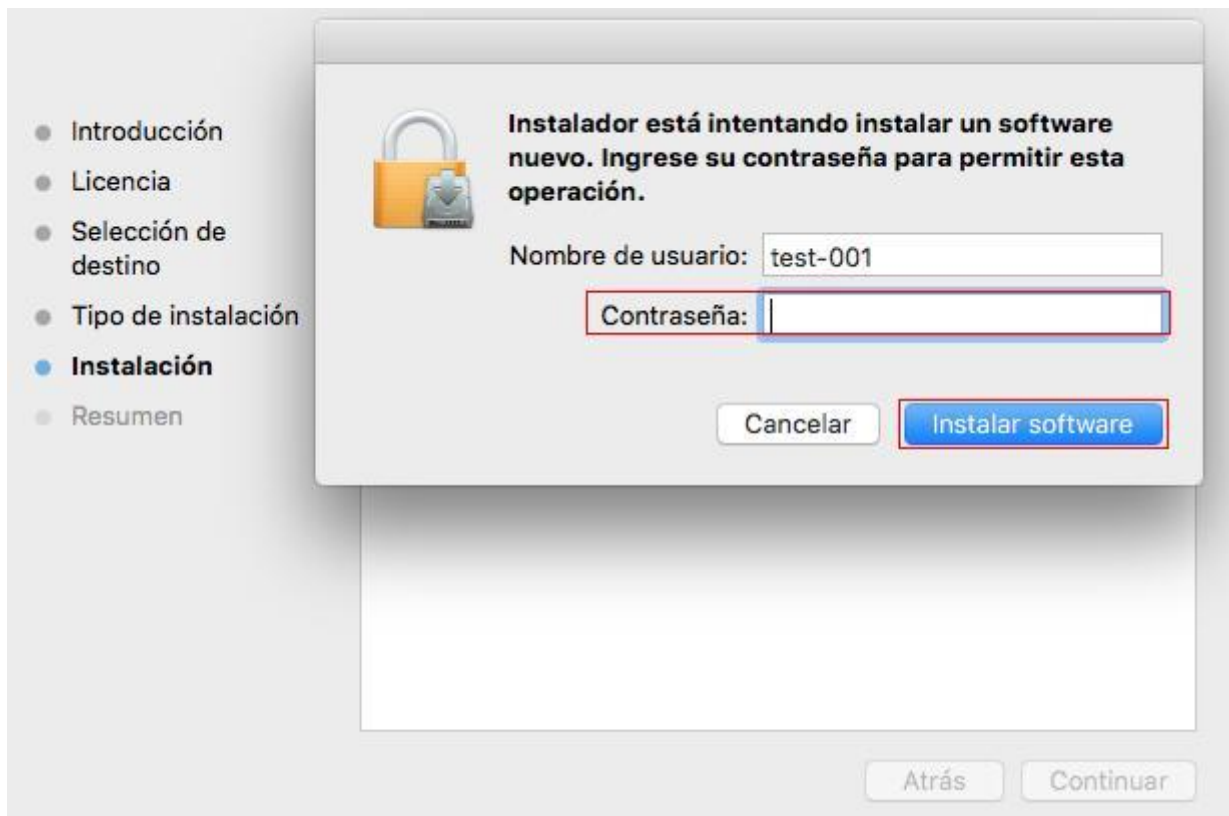 Introducción
Licencia
Selección de
destino
Tipo de instalación
Instalación
Resumen
Instalador está intentando instalar un software
nuevo. Ingrese su contraseña para permitir esta
operación.
Nombre de usuario: test-001
Contraseña:
Cancelar Instalar software
Atrás Continuar